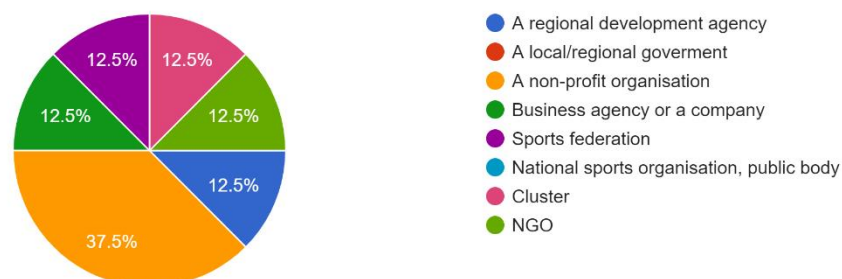 12.5%
12.5%
12.5%
12.5%
12.5%
37.5%
A regional development agency
A local/regional goverment
A non-profit organisation
Business agency or a company
Sports federation
National sports organisation, public body
Cluster
NGO